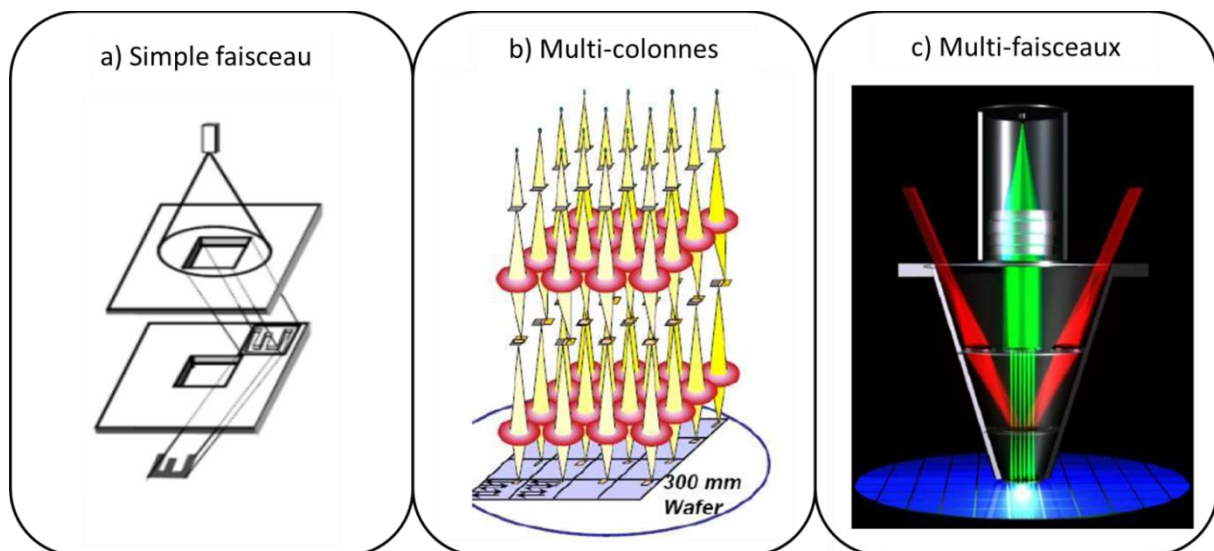 a) Simple faisceau
b) Multi-colonnes
c) Multi-faisceaux
E
300 mm
Wafer